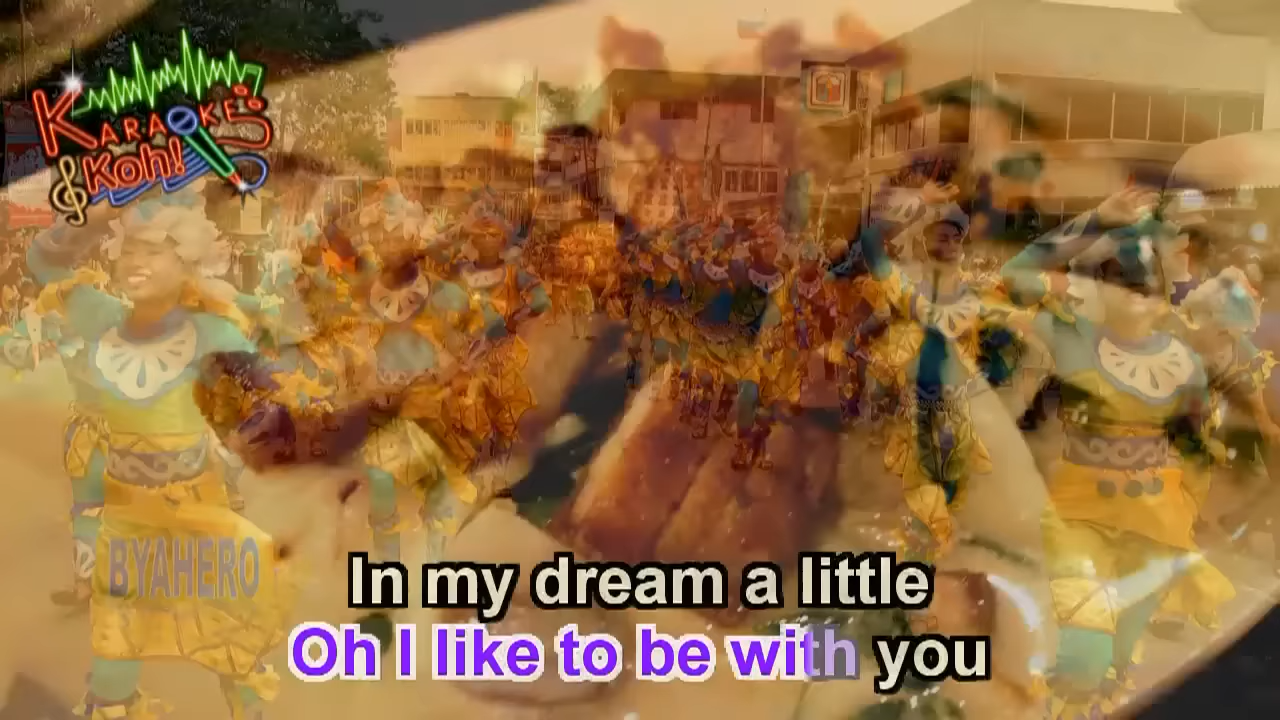 KARAOKE
Koh!
BYAHERO
In my dream a little
Oh I like to be with you